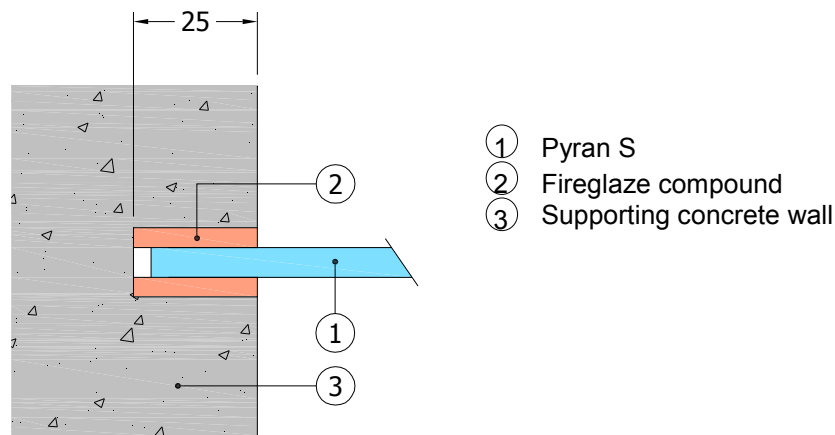 25
2
1
3
1 Pyran S
2 Fireglaze compound
3 Supporting concrete wall